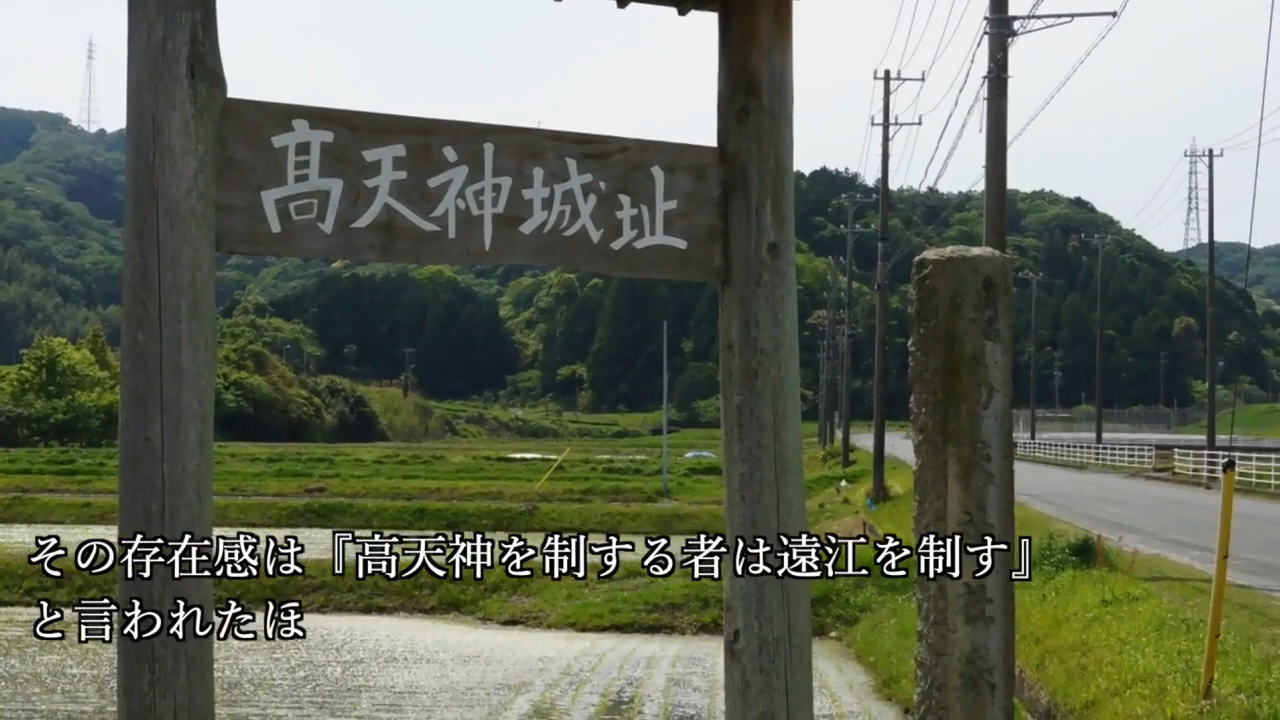 髙天神城址
その存在感は『高天神を制する者は遠江を制す』
と言われたほ